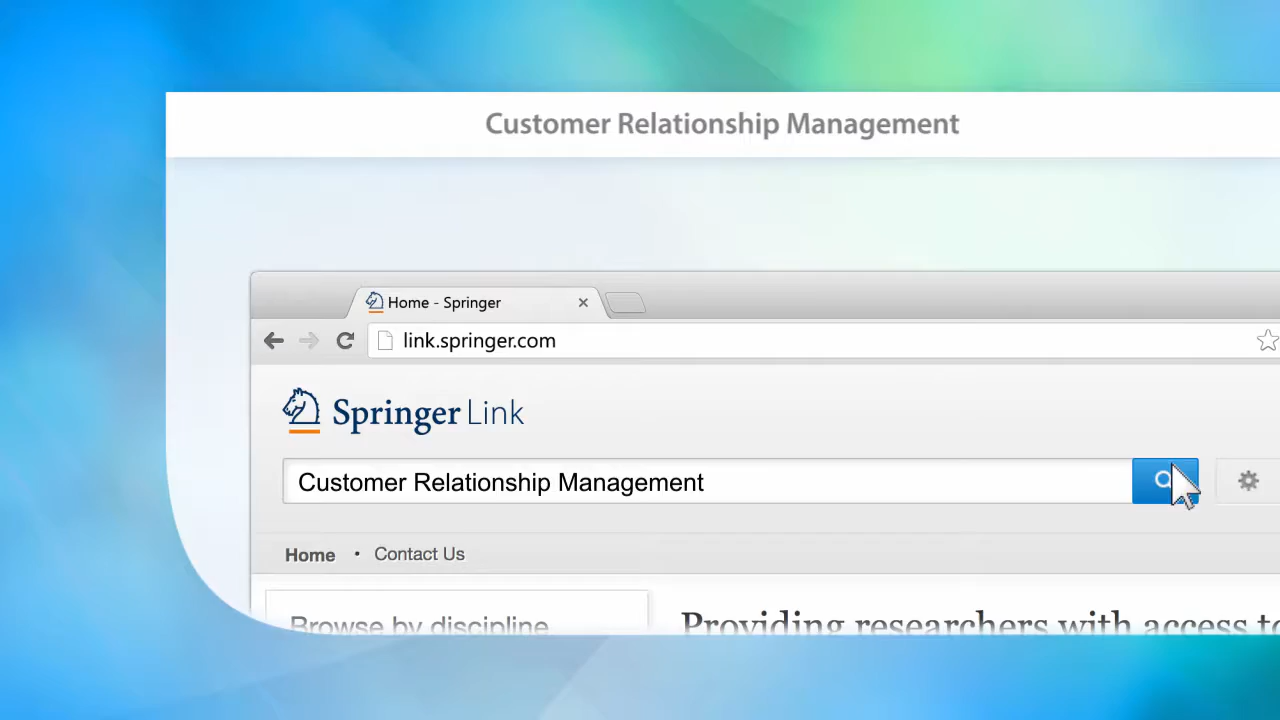 Customer Relationship Management
Home - Springer
link.springer.com
Springer Link
Customer Relationship Management
Home • Contact Us
Browse by discipline
Providing researchers with access to